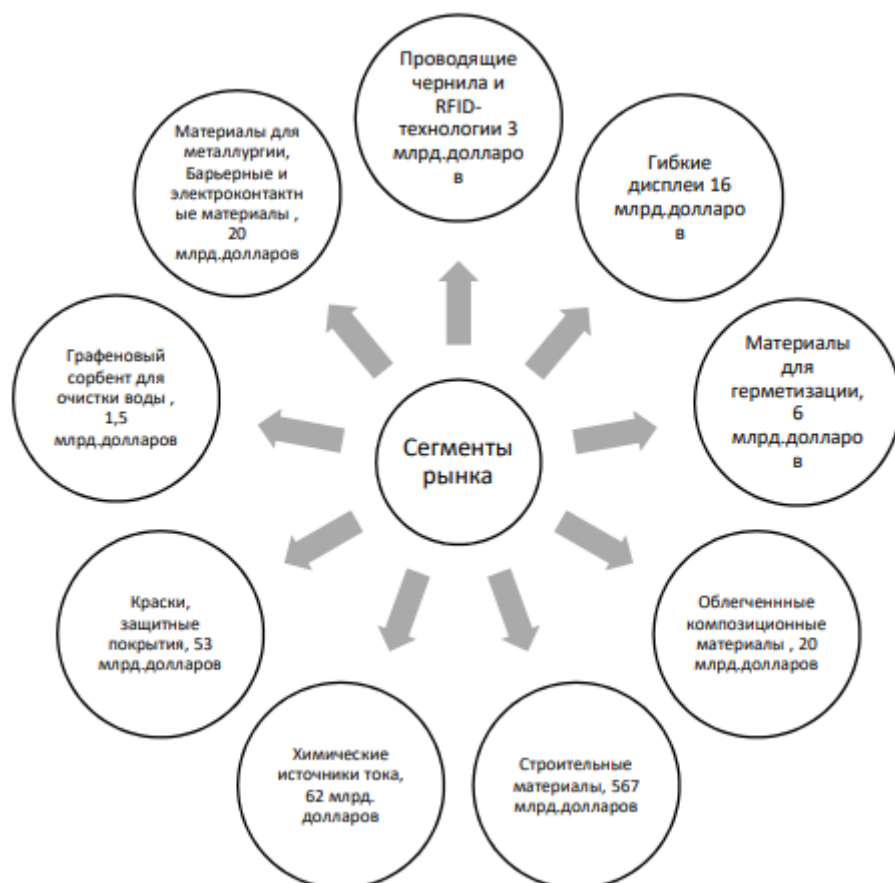 Проводящие
чернила и
RFID-
технологии 3
млрд.долларо
в
Гибкие
дисплеи 16
млрд.долларо
в
Материалы
для
герметизации,
6
млрд.долларо
в
Облегченнные
композиционные
материалы , 20
млрд.долларов
Строительные
материалы, 567
млрд.долларов
Химические
источники тока,
62 млрд.
долларов
Краски,
защитные
покрытия, 53
млрд.долларов
Графеновый
сорбент для
очистки воды ,
1,5
млрд.долларов
Материалы для
металлургии,
Барьерные и
электроконтактн
ые материалы ,
20
млрд.долларов
Сегменты
рынка